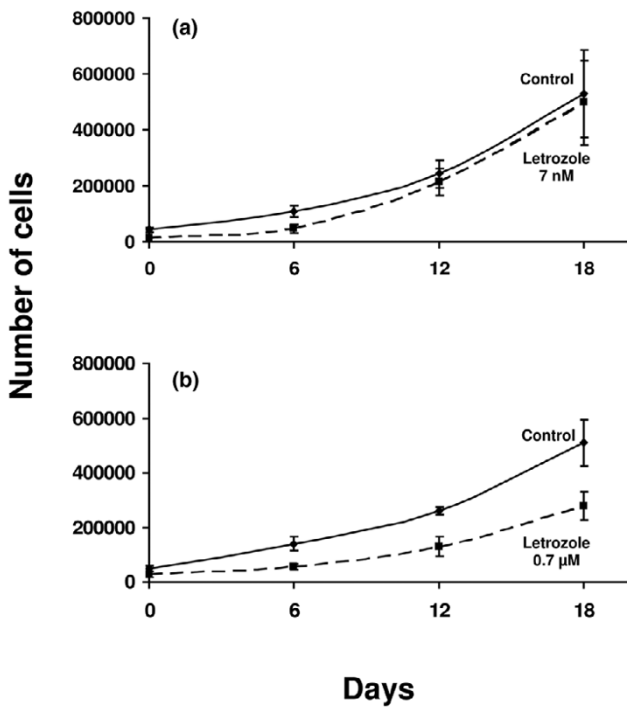 Number of cells
(a)
800000
600000
400000
200000
0
Control
Letrozole
7 nM
0 6 12 18
(b)
800000
600000
400000
200000
0
Control
Letrozole
0.7 µM
0 6 12 18
Days